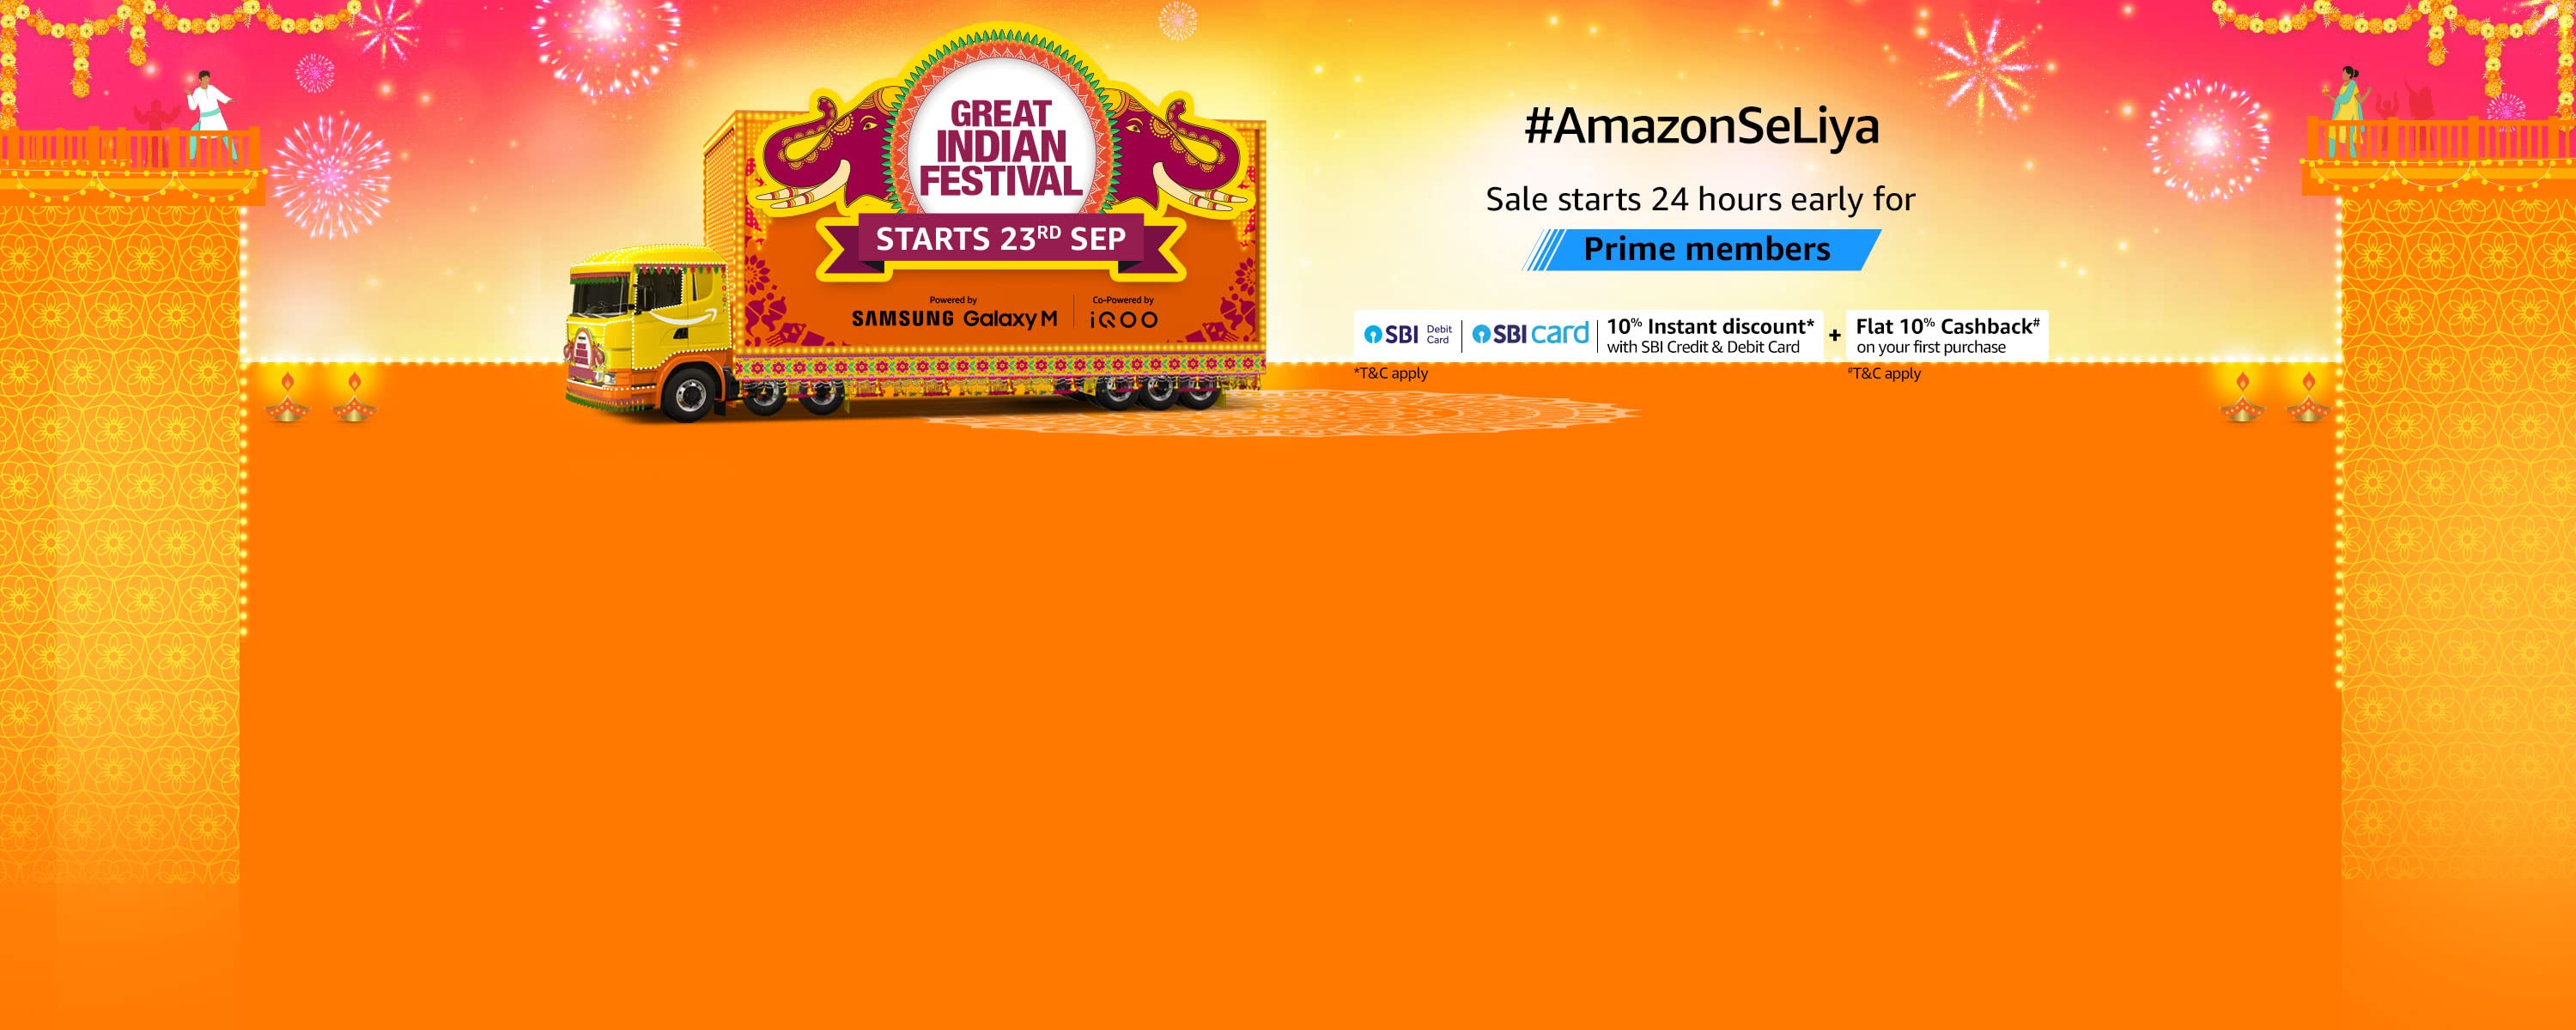 GREAT
INDIAN
FESTIVAL
STARTS 23RD SEP
Powered by
SAMSUNG Galaxy M
Co-Powered by
iQOO
#AmazonSeLiya
Sale starts 24 hours early for
Prime members
SBI Debit Card
SBI card
10% Instant discount*
with SBI Credit & Debit Card
+
Flat 10% Cashback#
on your first purchase
*T&C apply
#T&C apply